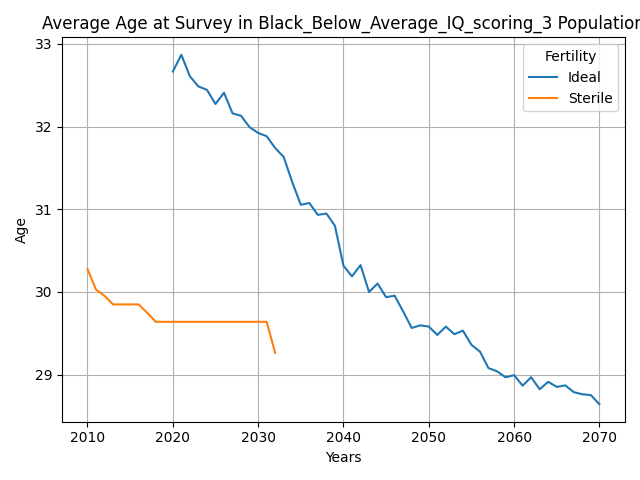 Average Age at Survey in Black_Below_Average_IQ_scoring_3 Population
Fertility
Ideal
Sterile
Age
33
32
31
30
29
2010 2020 2030 2040 2050 2060 2070
Years